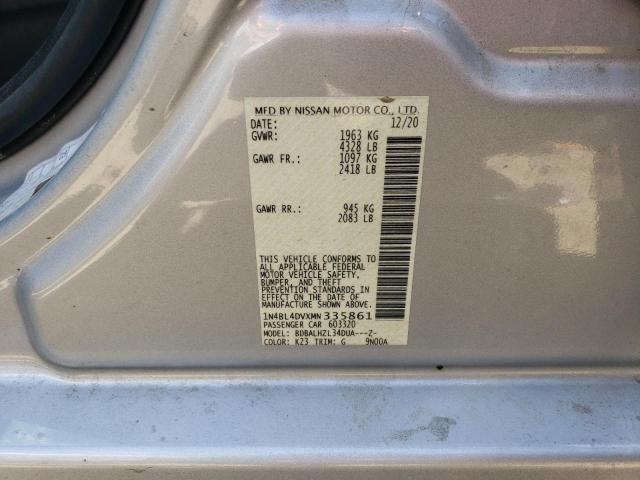 MFD BY NISSAN MOTOR CO., LTD.
DATE: 12/20
GVWR: 1963 KG
4328 LB
GAWR FR.: 1097 KG
2418 LB
GAWR RR.: 945 KG
2083 LB
THIS VEHICLE CONFORMS TO
ALL APPLICABLE FEDERAL
MOTOR VEHICLE SAFETY,
BUMPER, AND THEFT
PREVENTION STANDARDS IN
EFFECT ON THE DATE OF
MANUFACTURE SHOWN ABOVE.
1N4BL4DVXMN335861
PASSENGER CAR 603320
MODEL: BDBALHZL34DUA---Z-
COLOR: K23 TRIM: G 9N00A